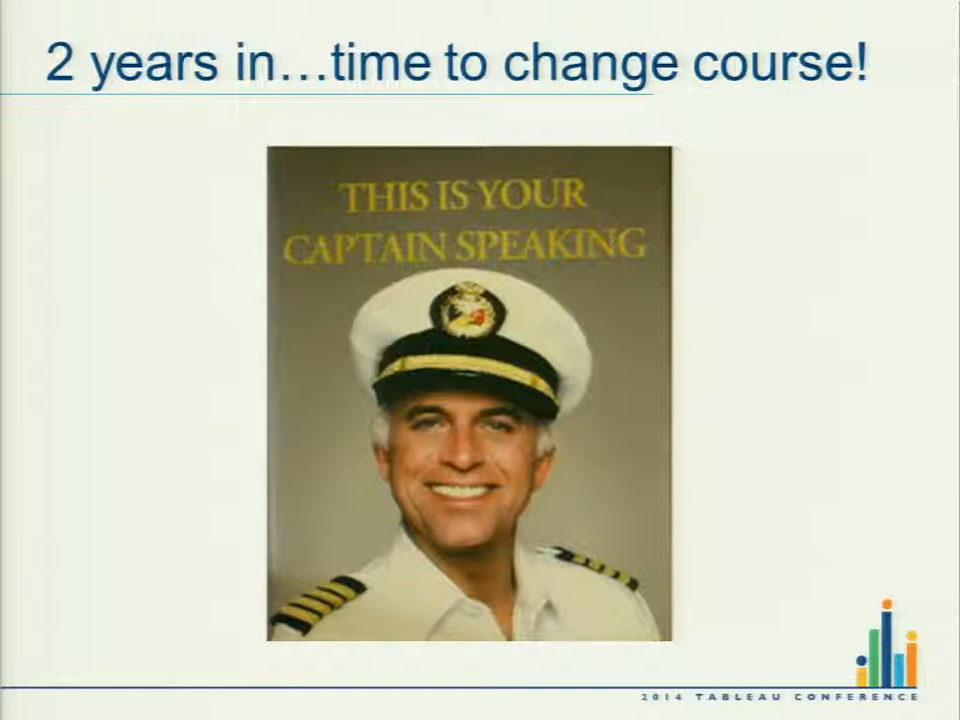 2 years in…time to change course!
THIS IS YOUR
CAPTAIN SPEAKING
2014 TABLEAU CONFERENCE